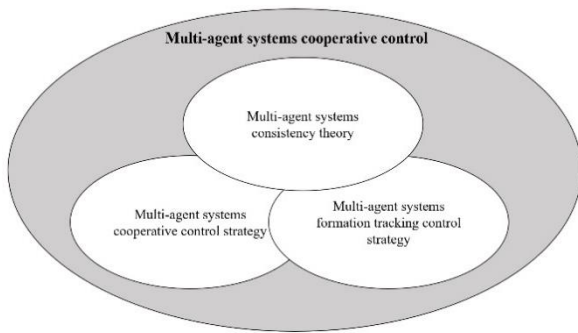 Multi-agent systems cooperative control
Multi-agent systems
consistency theory
Multi-agent systems
cooperative control strategy
Multi-agent systems
formation tracking control
strategy